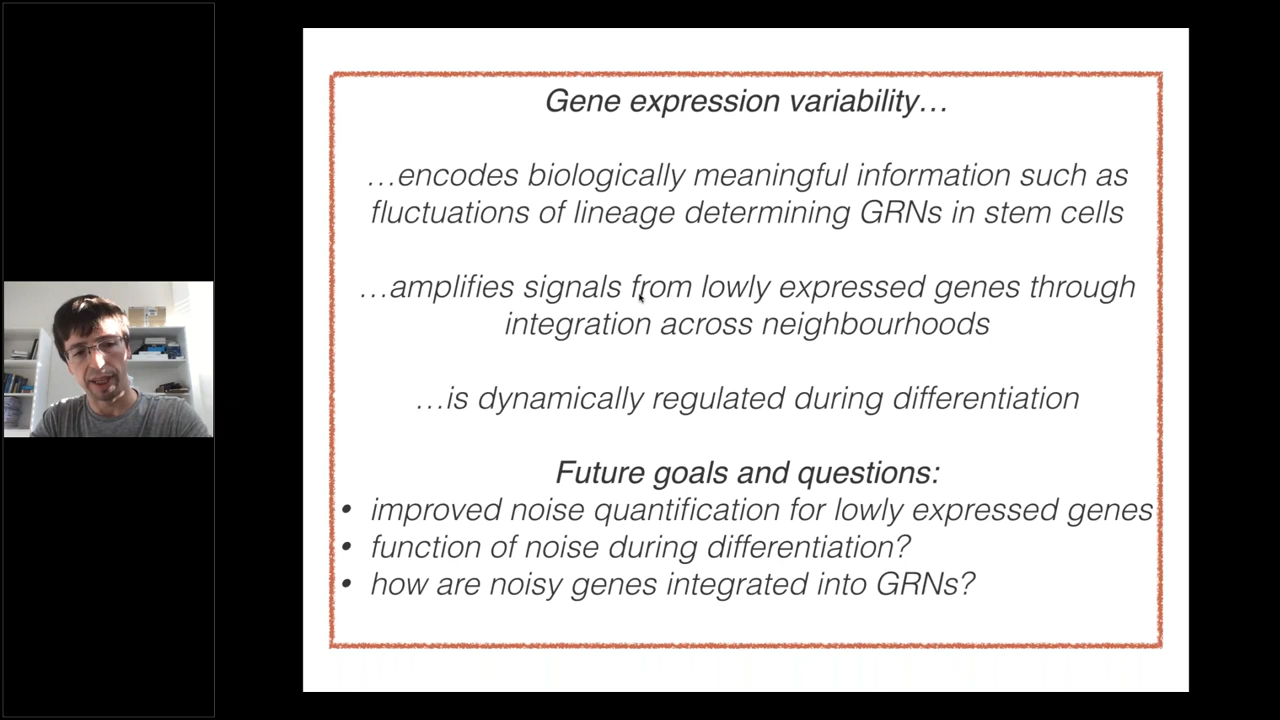 Gene expression variability…
…encodes biologically meaningful information such as
fluctuations of lineage determining GRNs in stem cells
…amplifies signals from lowly expressed genes through
integration across neighbourhoods
…is dynamically regulated during differentiation
Future goals and questions:
• improved noise quantification for lowly expressed genes
• function of noise during differentiation?
• how are noisy genes integrated into GRNs?